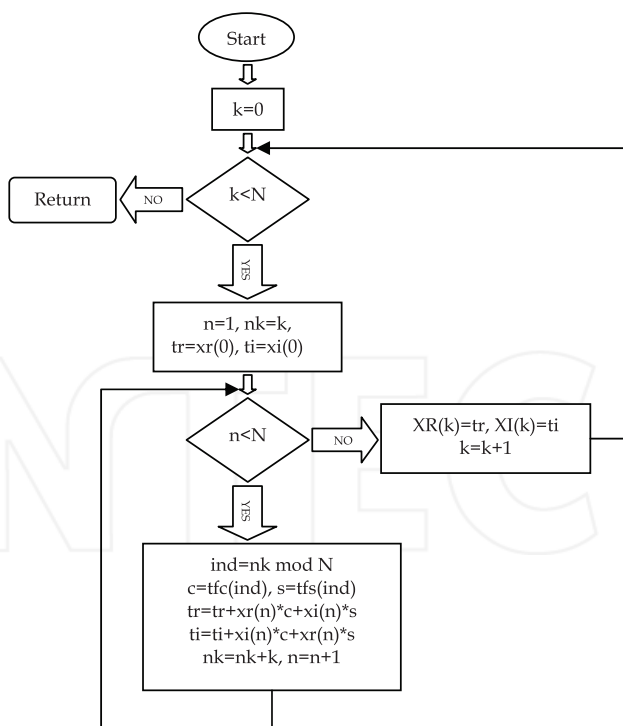 Start
k=0
k<N
NO
Return
YES
n=1, nk=k,
tr=xr(0), ti=xi(0)
n<N
NO
XR(k)=tr, XI(k)=ti
k=k+1
YES
ind=nk mod N
c=tfc(ind), s=tfs(ind)
tr=tr+xr(n)*c+xi(n)*s
ti=ti+xi(n)*c+xr(n)*s
nk=nk+k, n=n+1